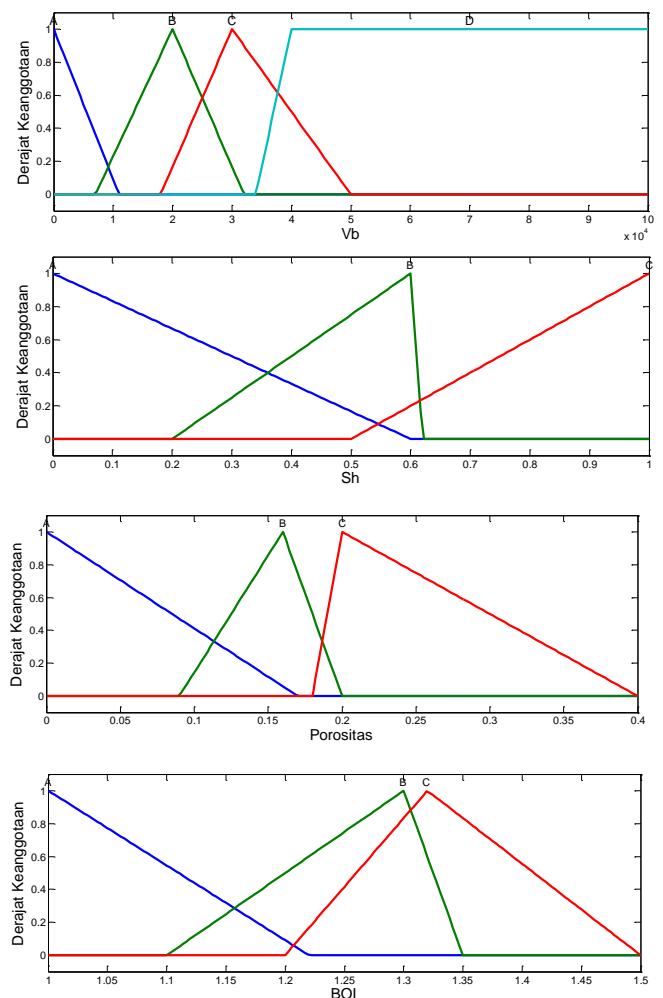 A B C D
1
0.8
0.6
0.4
0.2
0
Derajat Keanggotaan
0 1 2 3 4 5 6 7 8 9 10
Vb
x 10^4
A B C
1
0.8
0.6
0.4
0.2
0
Derajat Keanggotaan
0 0.1 0.2 0.3 0.4 0.5 0.6 0.7 0.8 0.9 1
Sh
A B C
1
0.8
0.6
0.4
0.2
0
Derajat Keanggotaan
0 0.05 0.1 0.15 0.2 0.25 0.3 0.35 0.4
Porositas
A B C
1
0.8
0.6
0.4
0.2
0
Derajat Keanggotaan
1 1.05 1.1 1.15 1.2 1.25 1.3 1.35 1.4 1.45 1.5
BOI